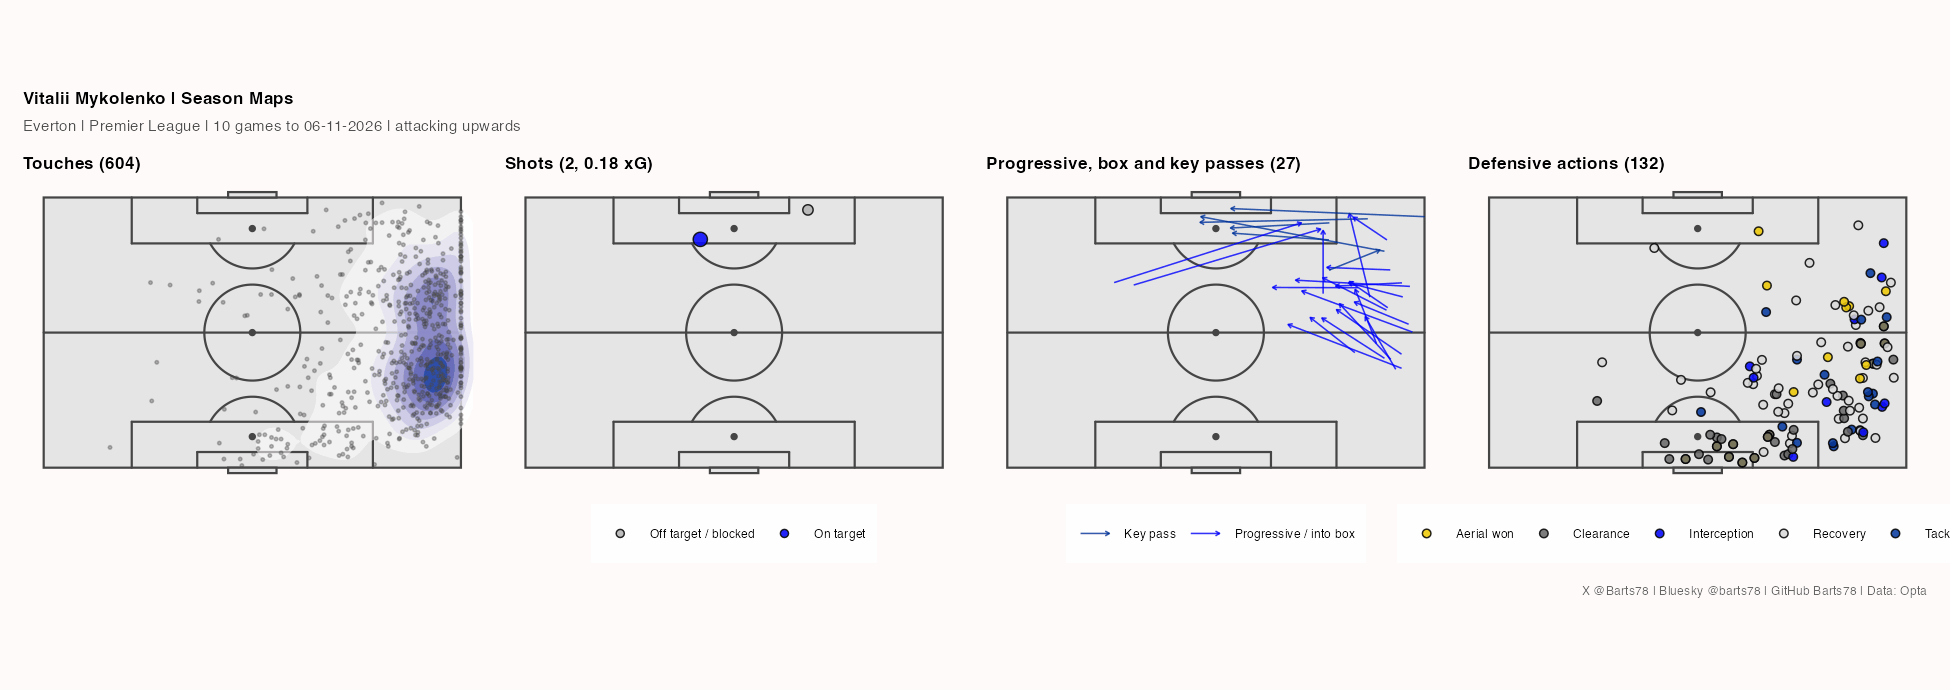 Vitalii Mykolenko | Season Maps
Everton | Premier League | 10 games to 06-11-2026 | attacking upwards
Touches (604)
Shots (2, 0.18 xG)
Progressive, box and key passes (27)
Defensive actions (132)
Off target / blocked
On target
Key pass
Progressive / into box
Aerial won
Clearance
Interception
Recovery
Tack
X @Barts78 | Bluesky @barts78 | GitHub Barts78 | Data: Opta